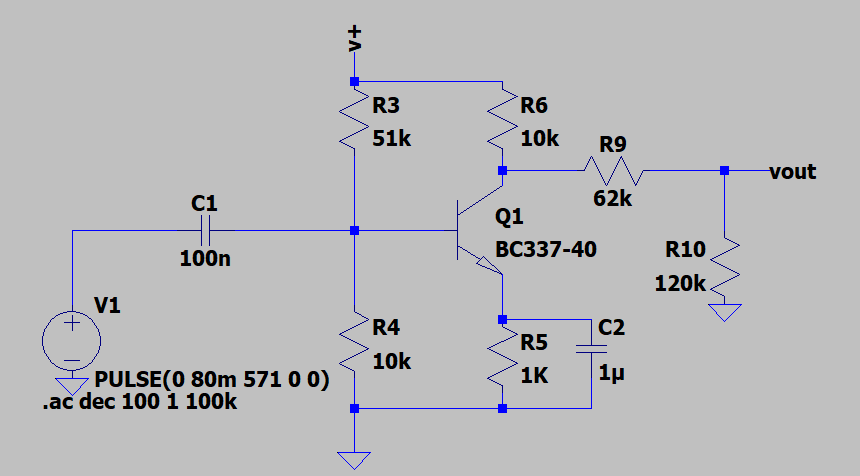 v+
R3
51k
R6
10k
R9
62k
vout
C1
100n
Q1
BC337-40
R10
120k
V1
R4
10k
R5
1K
C2
1µ
PULSE(0 80m 571 0 0)
.ac dec 100 1 100k